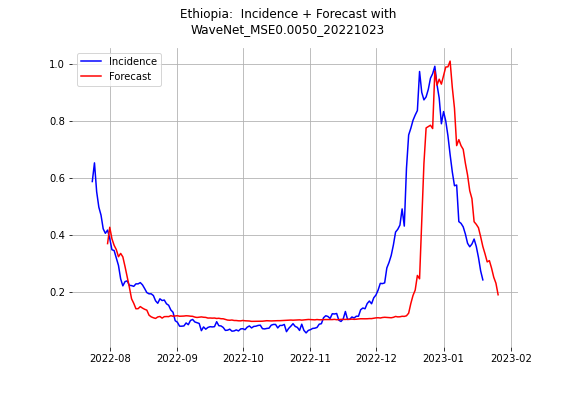 Ethiopia:  Incidence + Forecast with
WaveNet_MSE0.0050_20221023
Incidence
Forecast
1.0
0.8
0.6
0.4
0.2
2022-08 2022-09 2022-10 2022-11 2022-12 2023-01 2023-02